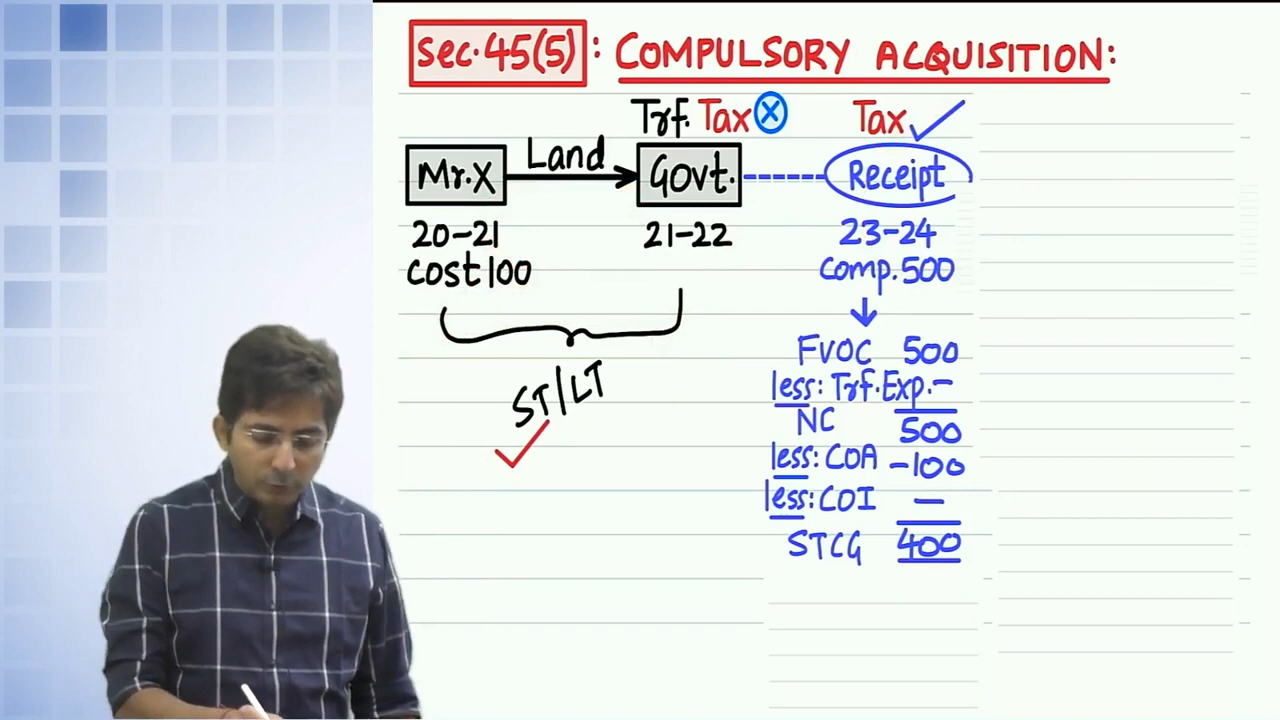 Sec.45(5) : COMPULSORY ACQUISITION:
Trf. Tax X Tax ✓
Mr.X Land Govt. Receipt
20-21 21-22 23-24
Cost 100 Comp. 500
ST/LT
FVOC 500
less: Trf.Exp. -
NC 500
less: COA -100
less: COI -
STCG 400